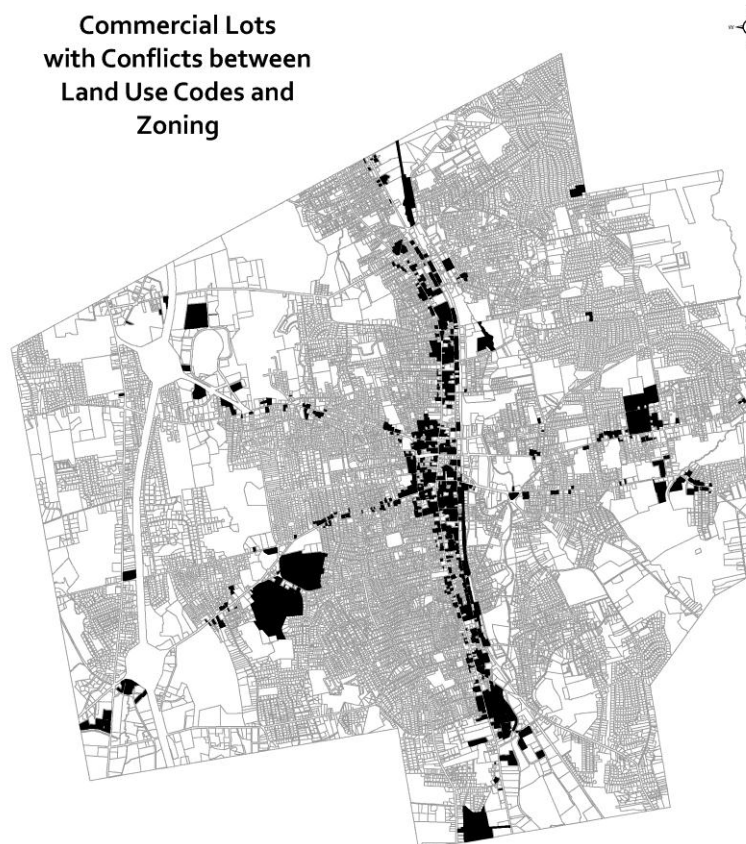 Commercial Lots
with Conflicts between
Land Use Codes and
Zoning
W